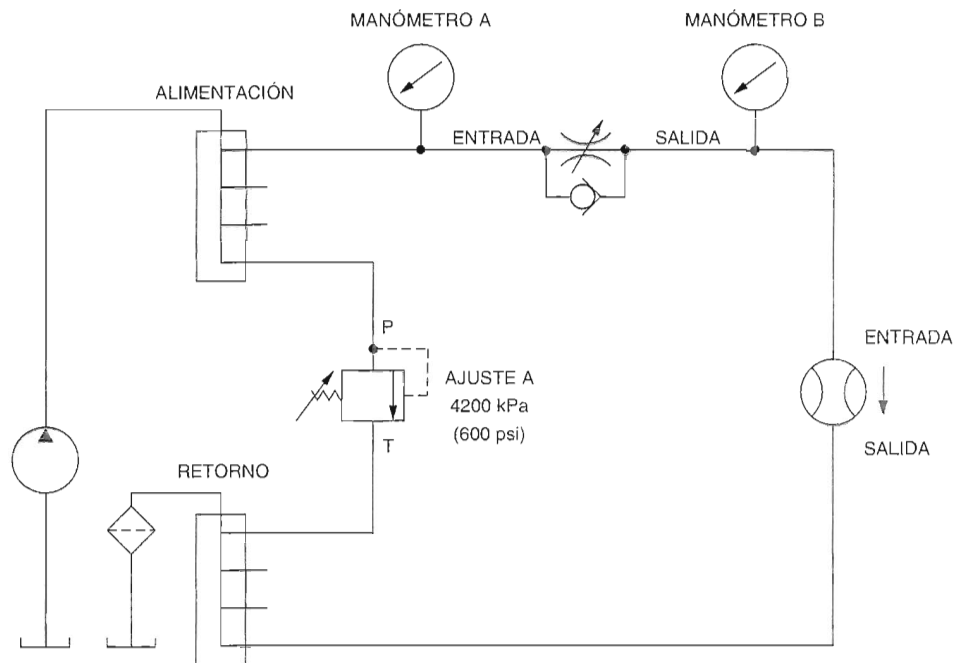 MANÓMETRO A
MANÓMETRO B
ALIMENTACIÓN
ENTRADA
SALIDA
P
AJUSTE A
4200 kPa
(600 psi)
T
ENTRADA
SALIDA
RETORNO